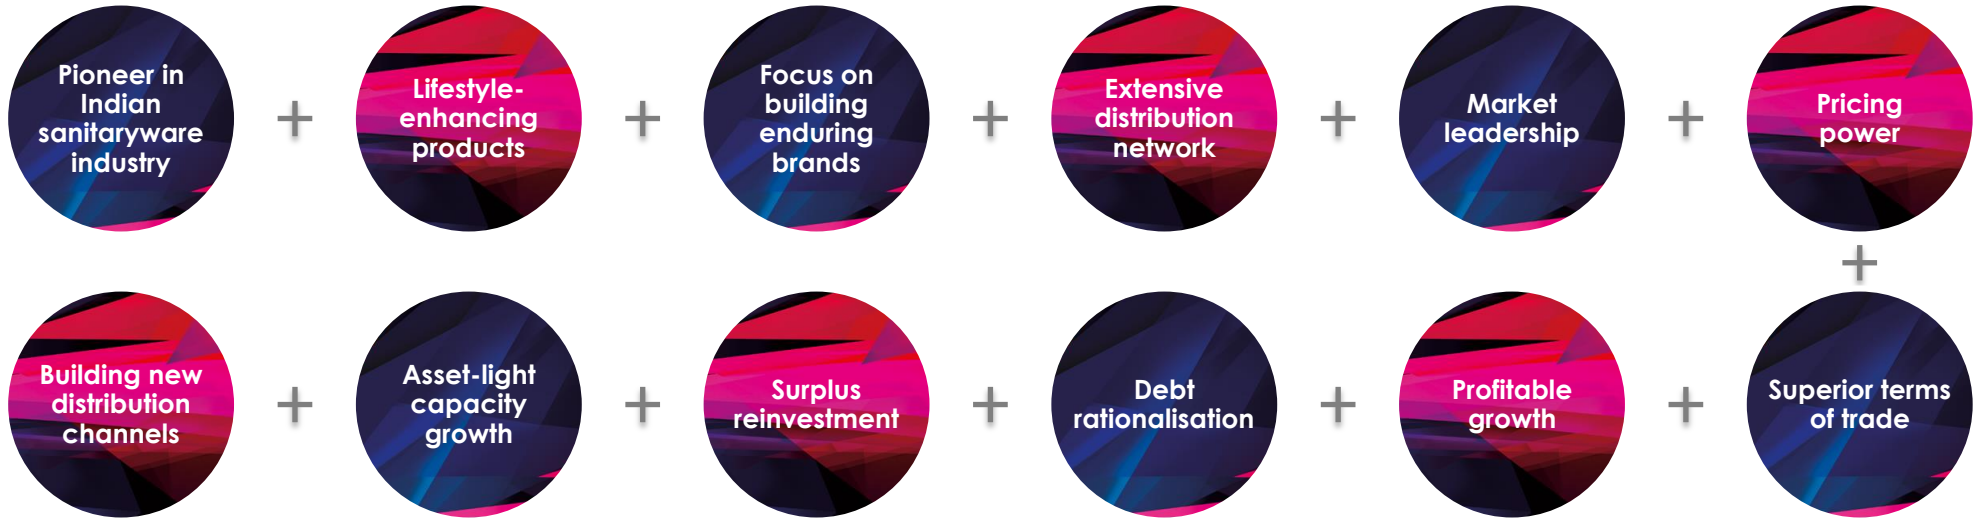 Pioneer in
Indian
sanitaryware
industry
+
Lifestyle-
enhancing
products
+
Focus on
building
enduring
brands
+
Extensive
distribution
network
+
Market
leadership
+
Pricing
power
+
Building new
distribution
channels
+
Asset-light
capacity
growth
+
Surplus
reinvestment
+
Debt
rationalisation
+
Profitable
growth
+
Superior terms
of trade